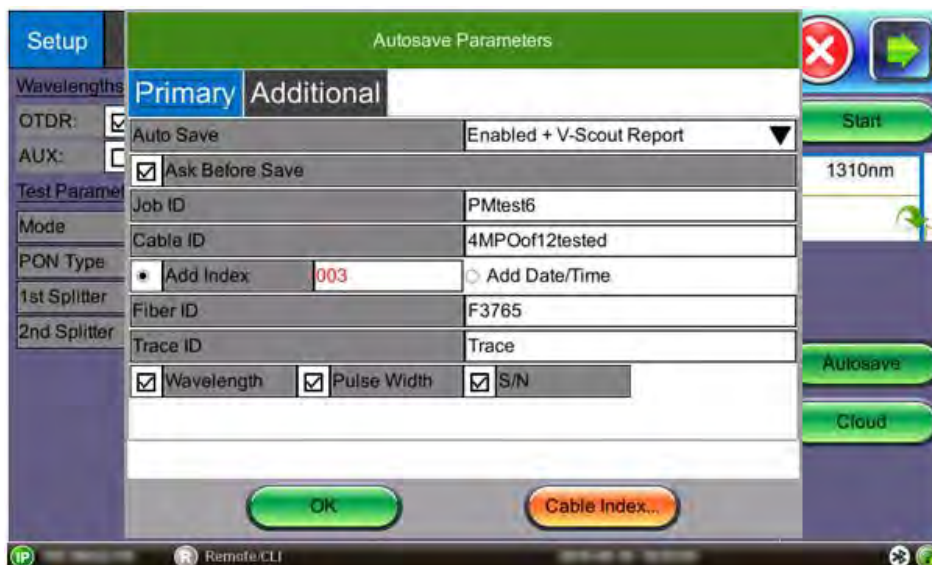 Setup
Autosave Parameters
Wavelengths
Primary Additional
OTDR:
Auto Save Enabled + V-Scout Report
Start
AUX:
Ask Before Save
1310nm
Test Paramet
Job ID PMtest6
Mode
Cable ID 4MPOof12tested
PON Type
Add Index 003 Add Date/Time
1st Splitter
Fiber ID F3765
2nd Splitter
Trace ID Trace
Autosave
Wavelength Pulse Width S/N
Cloud
OK Cable Index...
IP R Remote/CLI